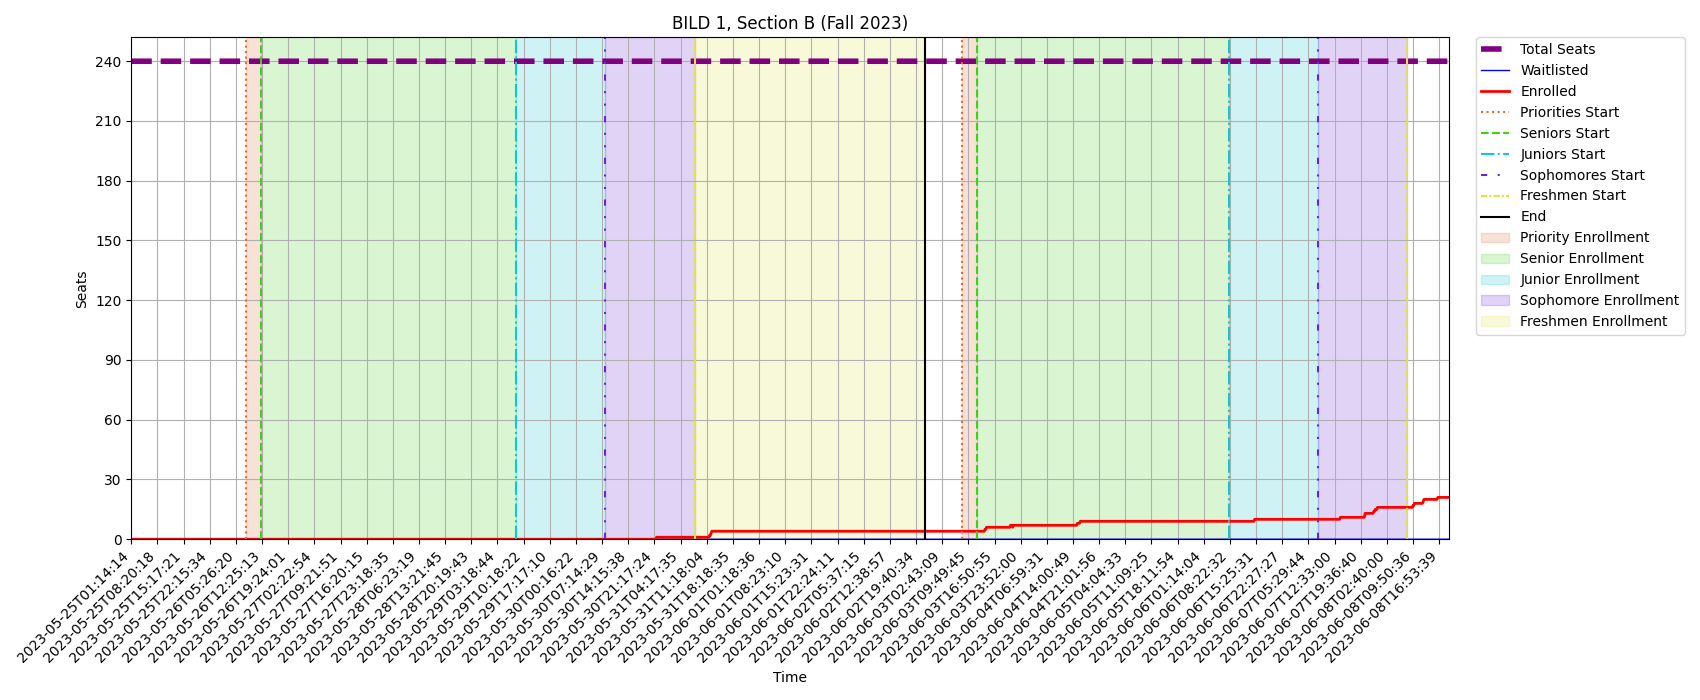 BILD 1, Section B (Fall 2023)
Seats
240
210
180
150
120
90
60
30
0
2023-05-25T01:14:14
2023-05-25T08:20:18
2023-05-25T15:17:21
2023-05-25T22:15:34
2023-05-26T05:26:20
2023-05-26T12:25:13
2023-05-26T19:24:01
2023-05-27T02:22:54
2023-05-27T09:21:51
2023-05-27T16:20:15
2023-05-27T23:18:35
2023-05-28T06:23:19
2023-05-28T13:21:45
2023-05-28T20:19:43
2023-05-29T03:18:44
2023-05-29T10:18:22
2023-05-29T17:17:10
2023-05-30T00:16:22
2023-05-30T07:14:29
2023-05-30T14:15:38
2023-05-30T21:17:24
2023-05-31T04:17:35
2023-05-31T11:18:04
2023-05-31T18:18:35
2023-06-01T01:18:36
2023-06-01T08:23:10
2023-06-01T15:23:31
2023-06-01T22:24:11
2023-06-02T05:37:15
2023-06-02T12:38:57
2023-06-02T19:40:34
2023-06-03T02:43:09
2023-06-03T09:49:45
2023-06-03T16:50:55
2023-06-03T23:52:00
2023-06-04T06:59:31
2023-06-04T14:00:49
2023-06-04T21:01:56
2023-06-05T04:04:33
2023-06-05T11:09:25
2023-06-05T18:11:54
2023-06-06T01:14:04
2023-06-06T08:22:32
2023-06-06T15:25:31
2023-06-06T22:27:27
2023-06-07T05:29:44
2023-06-07T12:33:00
2023-06-07T19:36:40
2023-06-08T02:40:00
2023-06-08T09:50:36
2023-06-08T16:53:39
Time
Total Seats
Waitlisted
Enrolled
Priorities Start
Seniors Start
Juniors Start
Sophomores Start
Freshmen Start
End
Priority Enrollment
Senior Enrollment
Junior Enrollment
Sophomore Enrollment
Freshmen Enrollment